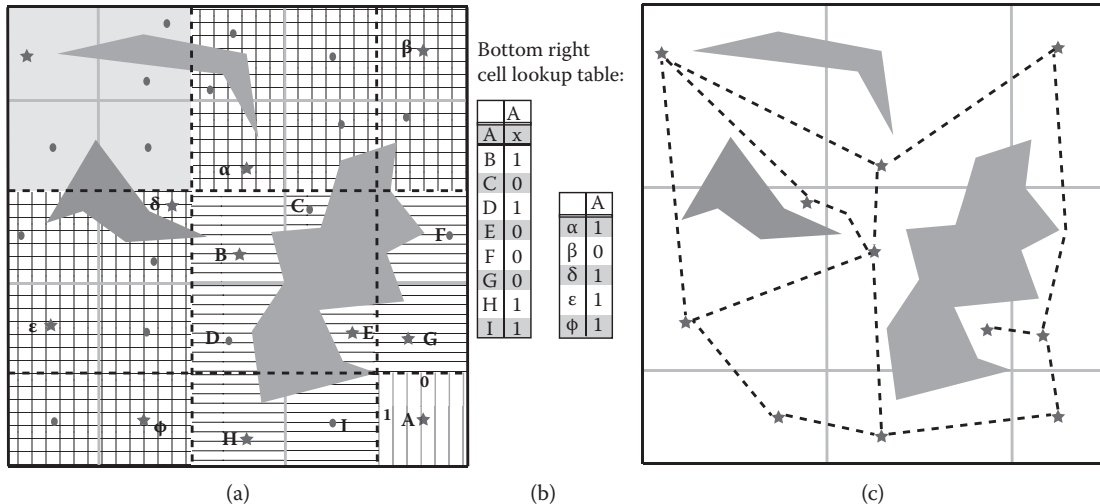 β
α
δ
C
F
B
ε
D
E
G
0
1
A
ϕ
H
I
Bottom right
cell lookup table:
A
A x
B 1
C 0
D 1
E 0
F 0
G 0
H 1
I 1
A
α 1
β 0
δ 1
ε 1
ϕ 1
(a)
(b)
(c)